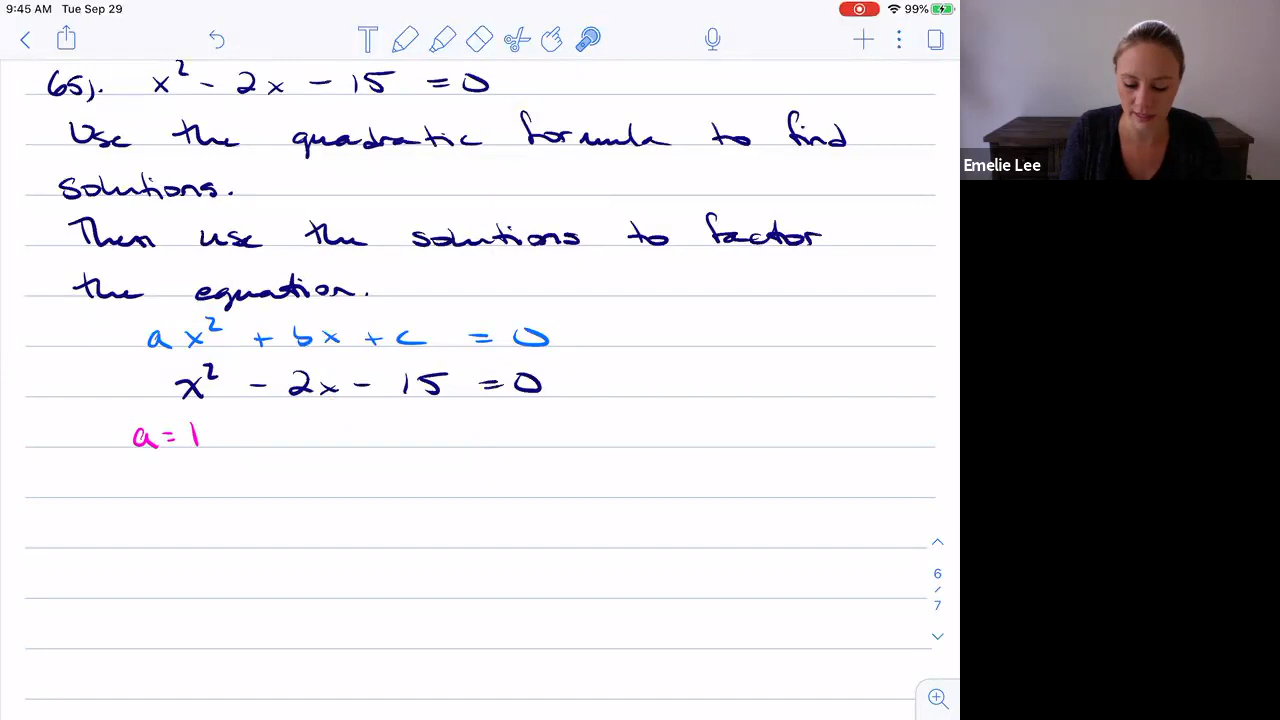 9:45 AM Tue Sep 29
99%
65). x² - 2x - 15 = 0
Use the quadratic formula to find
solutions.
Then use the solutions to factor
the equation.
ax² + bx + c = 0
x² - 2x - 15 = 0
a = 1
6
/
7
Emelie Lee